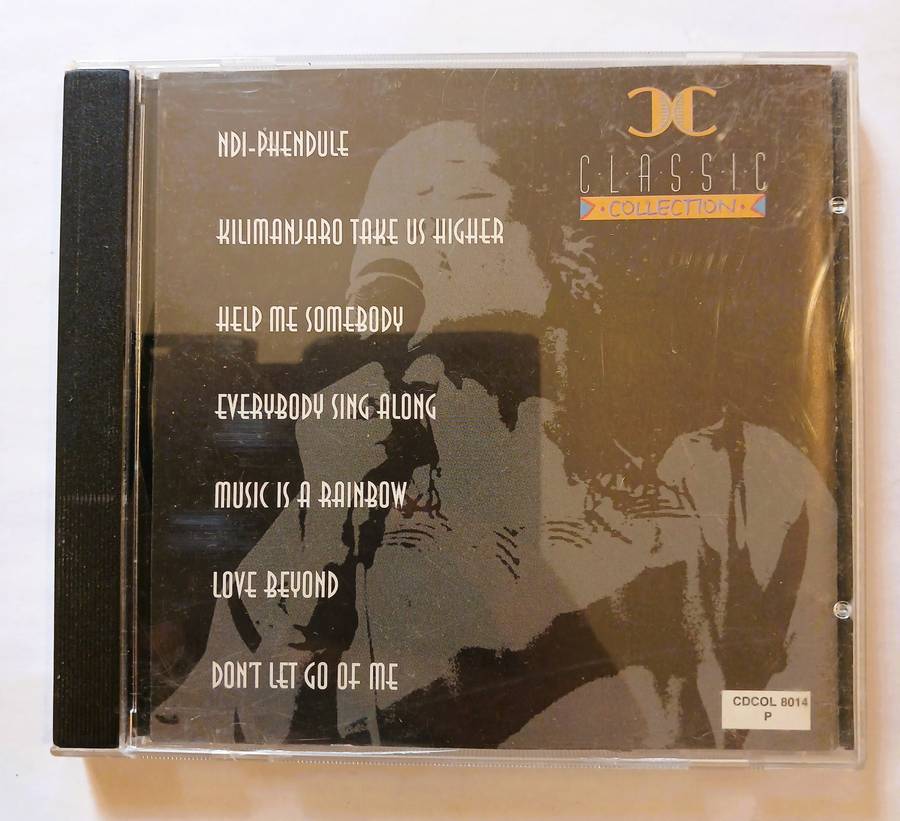 NDI-PHENDULE
KILIMANJARO TAKE US HIGHER
HELP ME SOMEBODY
EVERYBODY SING ALONG
MUSIC IS A RAINBOW
LOVE BEYOND
DON'T LET GO OF ME
CC
C·L·A·S·S·I·C
·COLLECTION·
CDCOL 8014
P